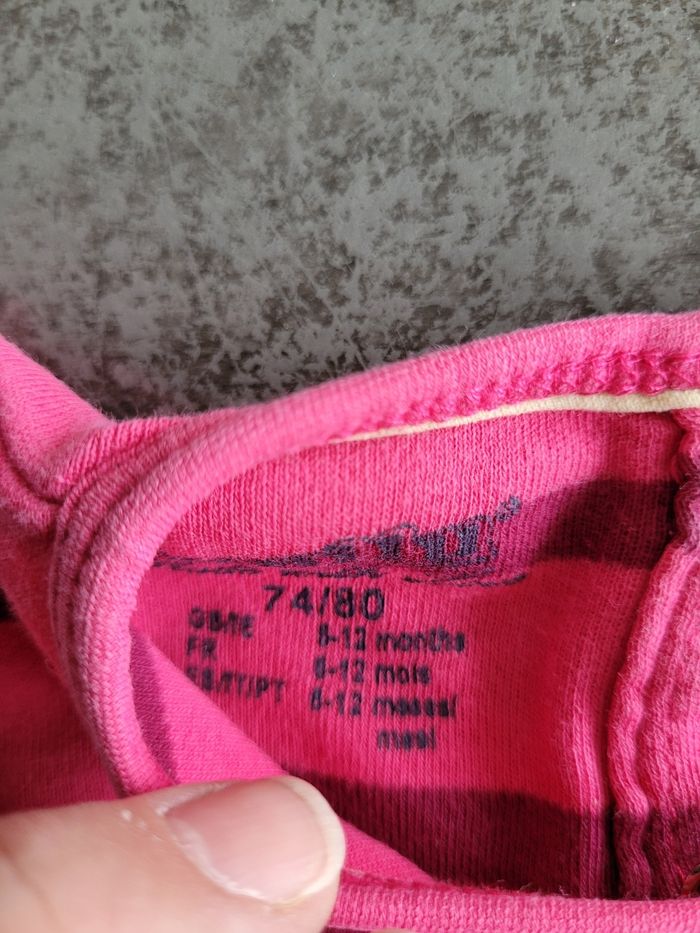 74/80
GB/IE 6-12 months
FR 6-12 mois
ES/IT/PT 6-12 meses/
mesi